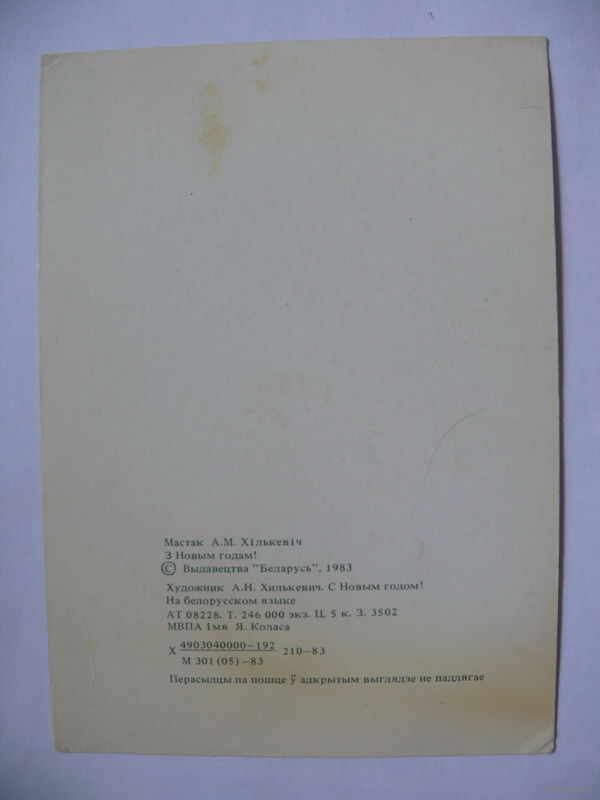 Мастак А.М. Хількевіч
З Новым годам!
© Выдавецтва "Беларусь", 1983
Художник А.Н. Хилькевич. С Новым годом!
На белорусском языке
АТ 08228. Т. 246 000 экз. Ц. 5 к. З. 3502
МВПА імя Я. Коласа
Х 4903040000—192 210—83
М 301 (05) —83
Перасылцы па пошце ў адкрытым выглядзе не падлягае